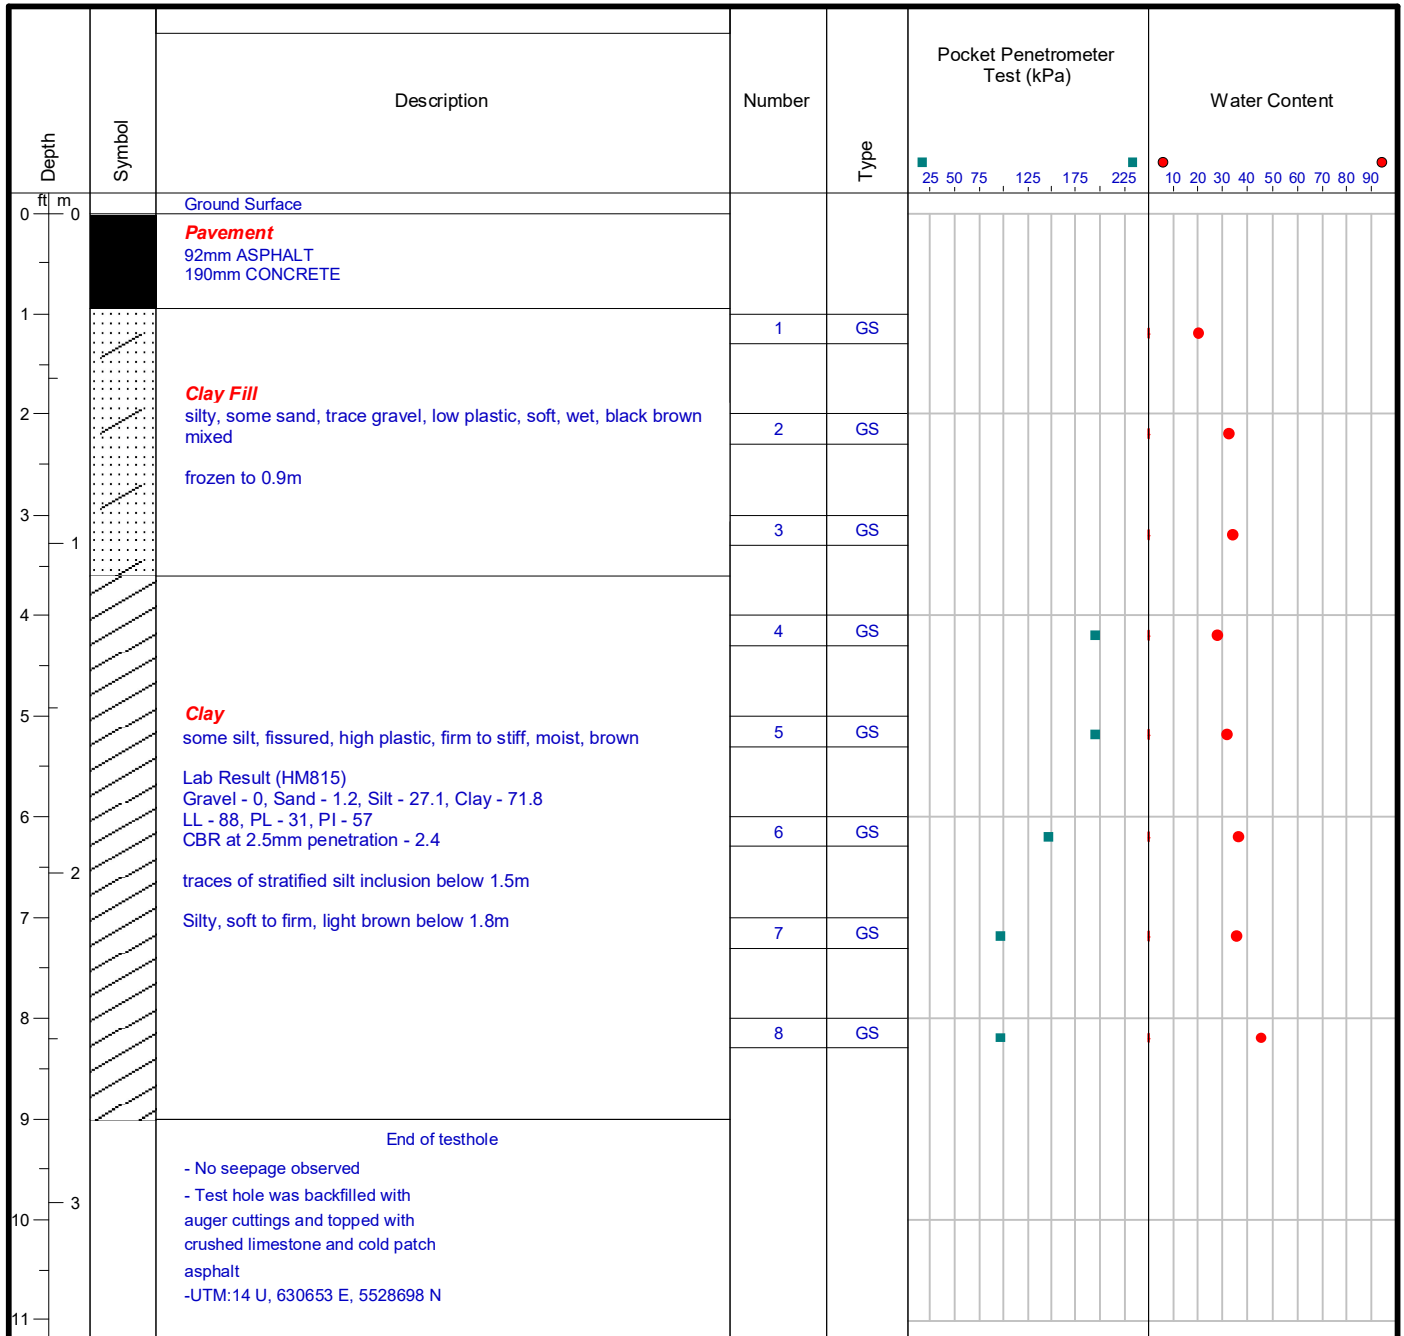 Depth
Symbol
Description
Number
Type
Pocket Penetrometer
Test (kPa)
Water Content
25 50 75 125 175 225
10 20 30 40 50 60 70 80 90
ft m
0 0
Ground Surface
Pavement
92mm ASPHALT
190mm CONCRETE
1
1 GS
Clay Fill
silty, some sand, trace gravel, low plastic, soft, wet, black brown
mixed
2
2 GS
frozen to 0.9m
3
3 GS
1
4
4 GS
Clay
5
some silt, fissured, high plastic, firm to stiff, moist, brown
5 GS
Lab Result (HM815)
Gravel - 0, Sand - 1.2, Silt - 27.1, Clay - 71.8
LL - 88, PL - 31, PI - 57
6
6 GS
CBR at 2.5mm penetration - 2.4
2
traces of stratified silt inclusion below 1.5m
Silty, soft to firm, light brown below 1.8m
7
7 GS
8
8 GS
9
End of testhole
- No seepage observed
- Test hole was backfilled with
3
auger cuttings and topped with
10
crushed limestone and cold patch
asphalt
-UTM:14 U, 630653 E, 5528698 N
11